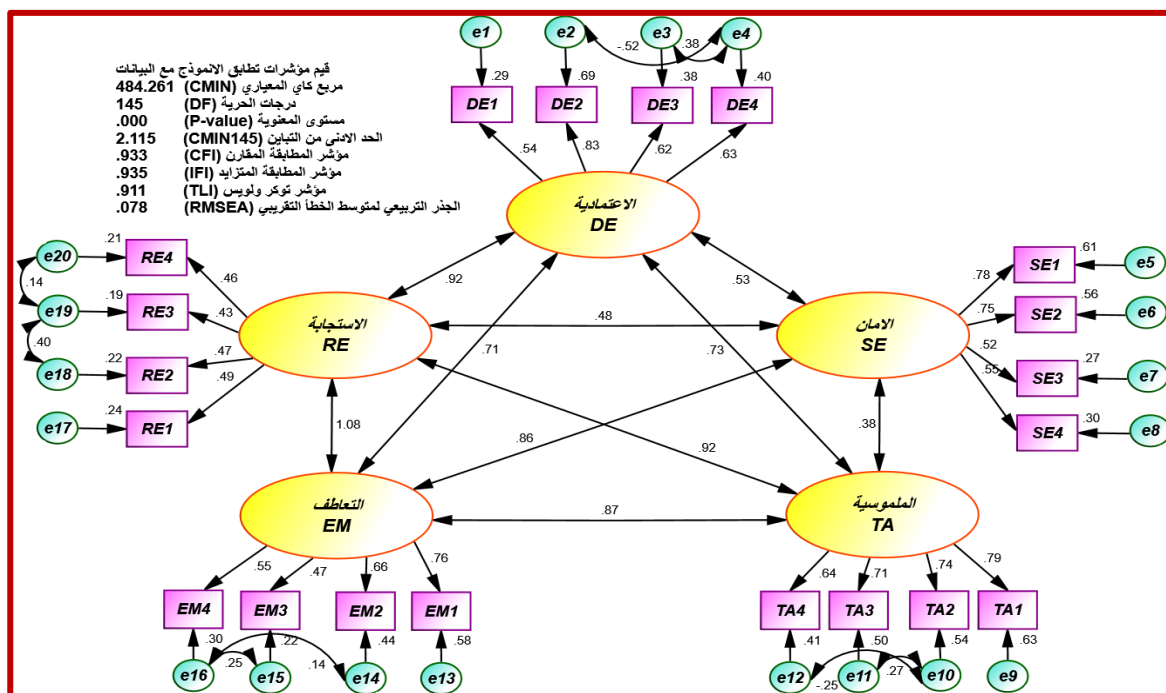 e1 e2 e3 e4
-.52 .38
قيم مؤشرات تطابق الانموذج مع البيانات
مربع كاي المعياري (CMIN) 484.261
درجات الحرية (DF) 145
مستوى المعنوية (P-value) .000
الحد الادنى من التباين (CMIN145) 2.115
مؤشر المطابقة المقارن (CFI) .933
مؤشر المطابقة المتزايد (IFI) .935
مؤشر توكر ولويس (TLI) .911
الجذر التربيعي لمتوسط الخطأ التقريبي (RMSEA) .078
.29 .69 .38 .40
DE1 DE2 DE3 DE4
.54 .83 .62 .63
الاعتمادية
DE
e20 .21 RE4 .46
.14
e19 .19 RE3 .43
.40
e18 .22 RE2 .47
e17 .24 RE1 .49
.92 .53
الاستجابة
RE
.48
الامان
SE
.78 SE1 .61 e5
.75 SE2 .56 e6
.52 SE3 .27 e7
.55 SE4 .30 e8
.71 .73
1.08 .86 .92 .38
التعاطف
EM
.87
الملموسية
TA
.55 .47 .66 .76
EM4 EM3 EM2 EM1
.30 .22 .44 .58
e16 .25 e15 .14 e14 e13
.64 .71 .74 .79
TA4 TA3 TA2 TA1
.41 .50 .54 .63
e12 -.25 e11 .27 e10 e9